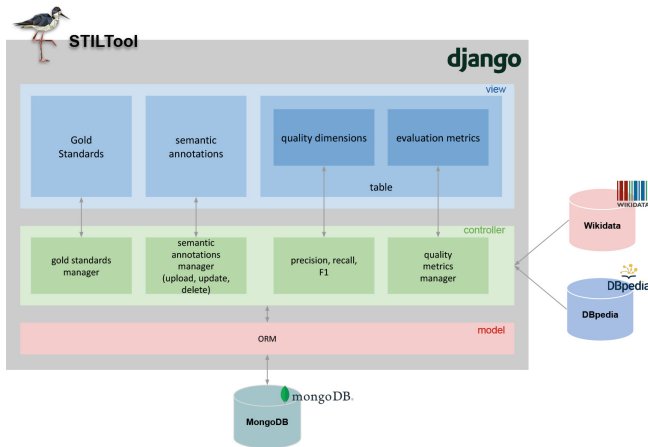 STILTool
django
view
Gold
Standards
semantic
annotations
quality dimensions
evaluation metrics
table
controller
gold standards
manager
semantic
annotations
manager
(upload, update,
delete)
precision, recall,
F1
quality
metrics
manager
model
ORM
WIKIDATA
Wikidata
DBpedia
DBpedia
mongoDB.
MongoDB